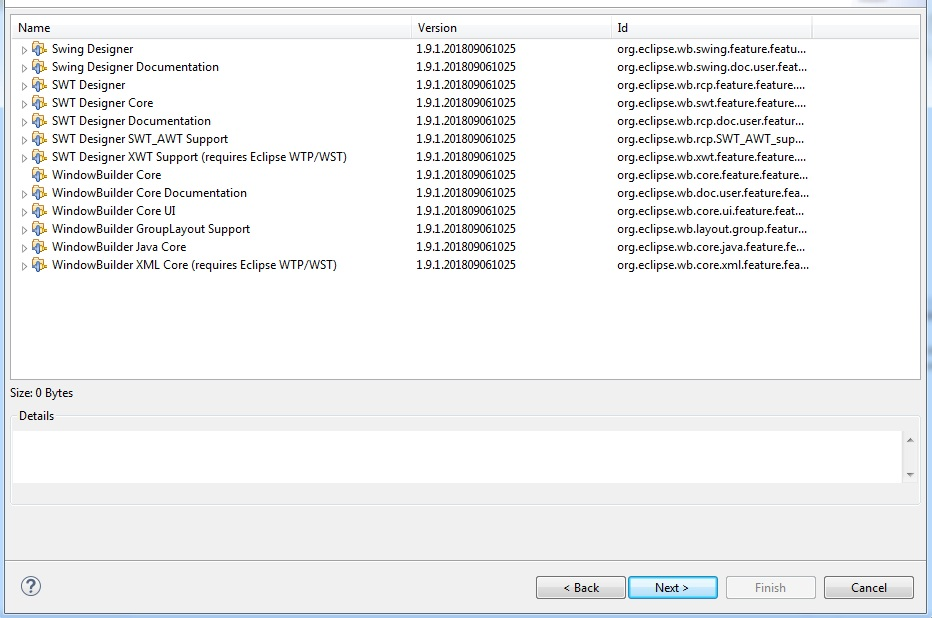 Name Version Id
Swing Designer 1.9.1.201809061025 org.eclipse.wb.swing.feature.featu...
Swing Designer Documentation 1.9.1.201809061025 org.eclipse.wb.swing.doc.user.feat...
SWT Designer 1.9.1.201809061025 org.eclipse.wb.rcp.feature.feature....
SWT Designer Core 1.9.1.201809061025 org.eclipse.wb.swt.feature.feature....
SWT Designer Documentation 1.9.1.201809061025 org.eclipse.wb.rcp.doc.user.featur...
SWT Designer SWT_AWT Support 1.9.1.201809061025 org.eclipse.wb.rcp.SWT_AWT_sup...
SWT Designer XWT Support (requires Eclipse WTP/WST) 1.9.1.201809061025 org.eclipse.wb.xwt.feature.feature....
WindowBuilder Core 1.9.1.201809061025 org.eclipse.wb.core.feature.feature...
WindowBuilder Core Documentation 1.9.1.201809061025 org.eclipse.wb.doc.user.feature.fea...
WindowBuilder Core UI 1.9.1.201809061025 org.eclipse.wb.core.ui.feature.feat...
WindowBuilder GroupLayout Support 1.9.1.201809061025 org.eclipse.wb.layout.group.featur...
WindowBuilder Java Core 1.9.1.201809061025 org.eclipse.wb.core.java.feature.fe...
WindowBuilder XML Core (requires Eclipse WTP/WST) 1.9.1.201809061025 org.eclipse.wb.core.xml.feature.fea...
Size: 0 Bytes
Details
? < Back Next > Finish Cancel